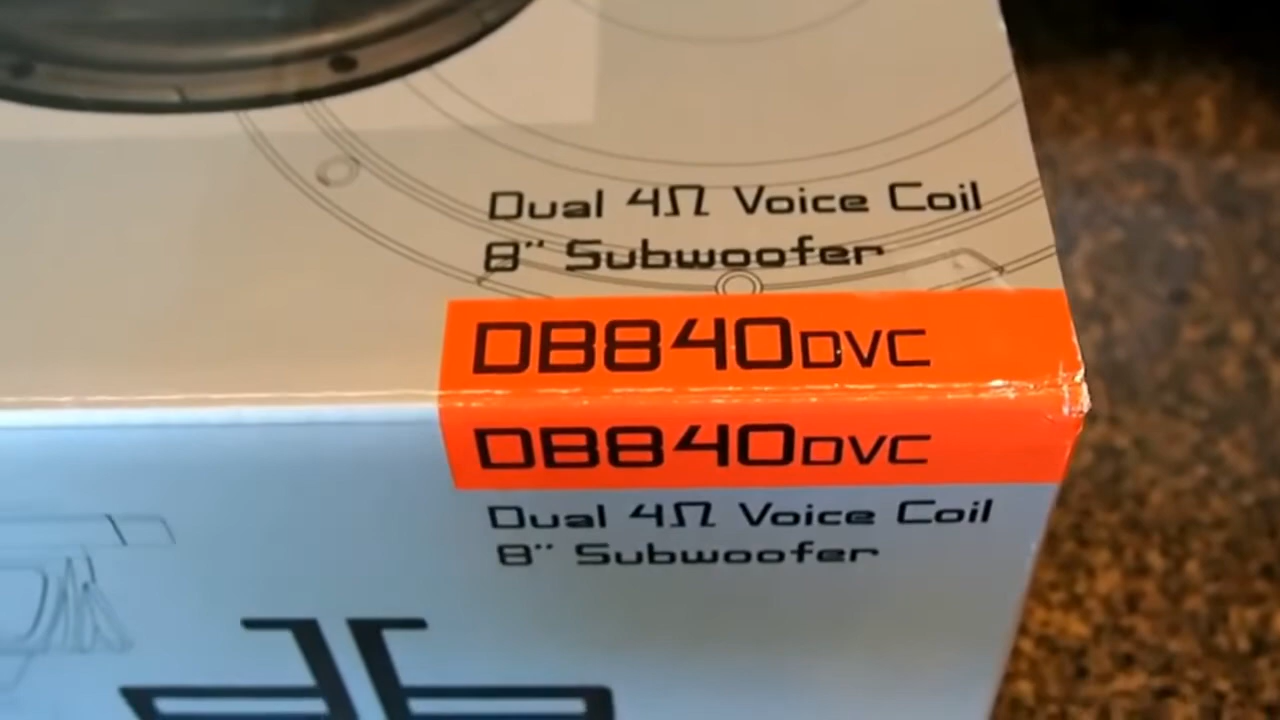 Dual 4Ω Voice Coil
8" Subwoofer
DB840DVC
DB840DVC
Dual 4Ω Voice Coil
8" Subwoofer